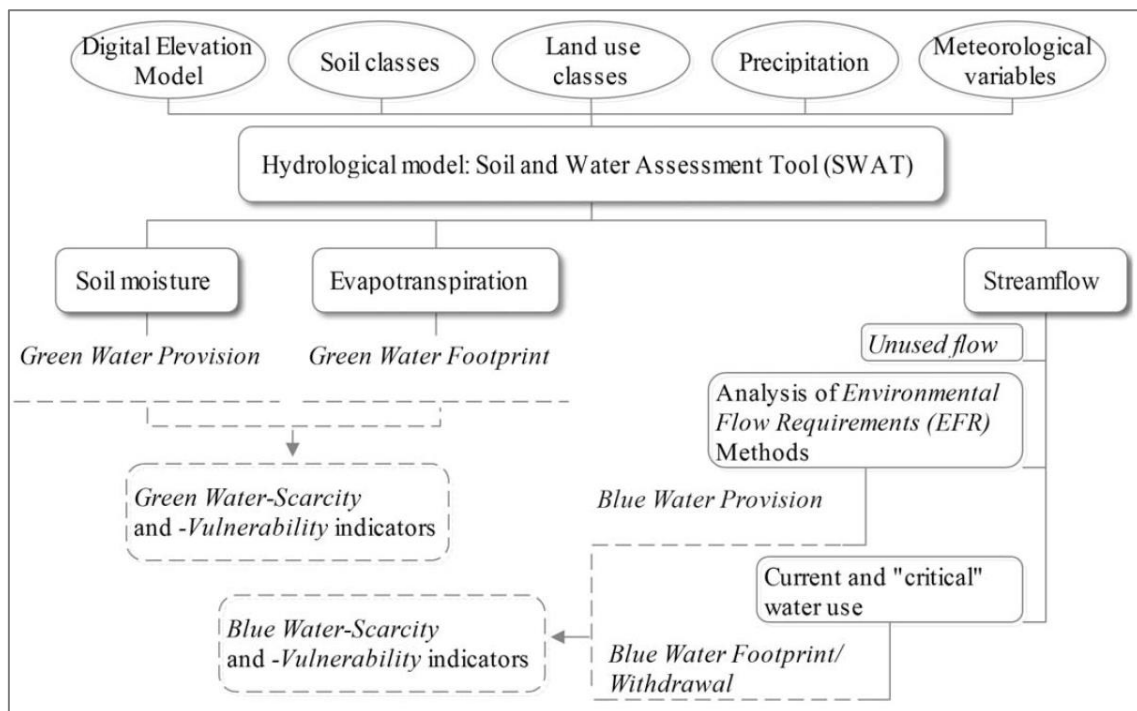 Digital Elevation
Model
Soil classes
Land use
classes
Precipitation
Meteorological
variables
Hydrological model: Soil and Water Assessment Tool (SWAT)
Soil moisture
Evapotranspiration
Streamflow
Green Water Provision
Green Water Footprint
Unused flow
Analysis of Environmental
Flow Requirements (EFR)
Methods
Blue Water Provision
Green Water-Scarcity
and -Vulnerability indicators
Current and "critical"
water use
Blue Water-Scarcity
and -Vulnerability indicators
Blue Water Footprint/
Withdrawal